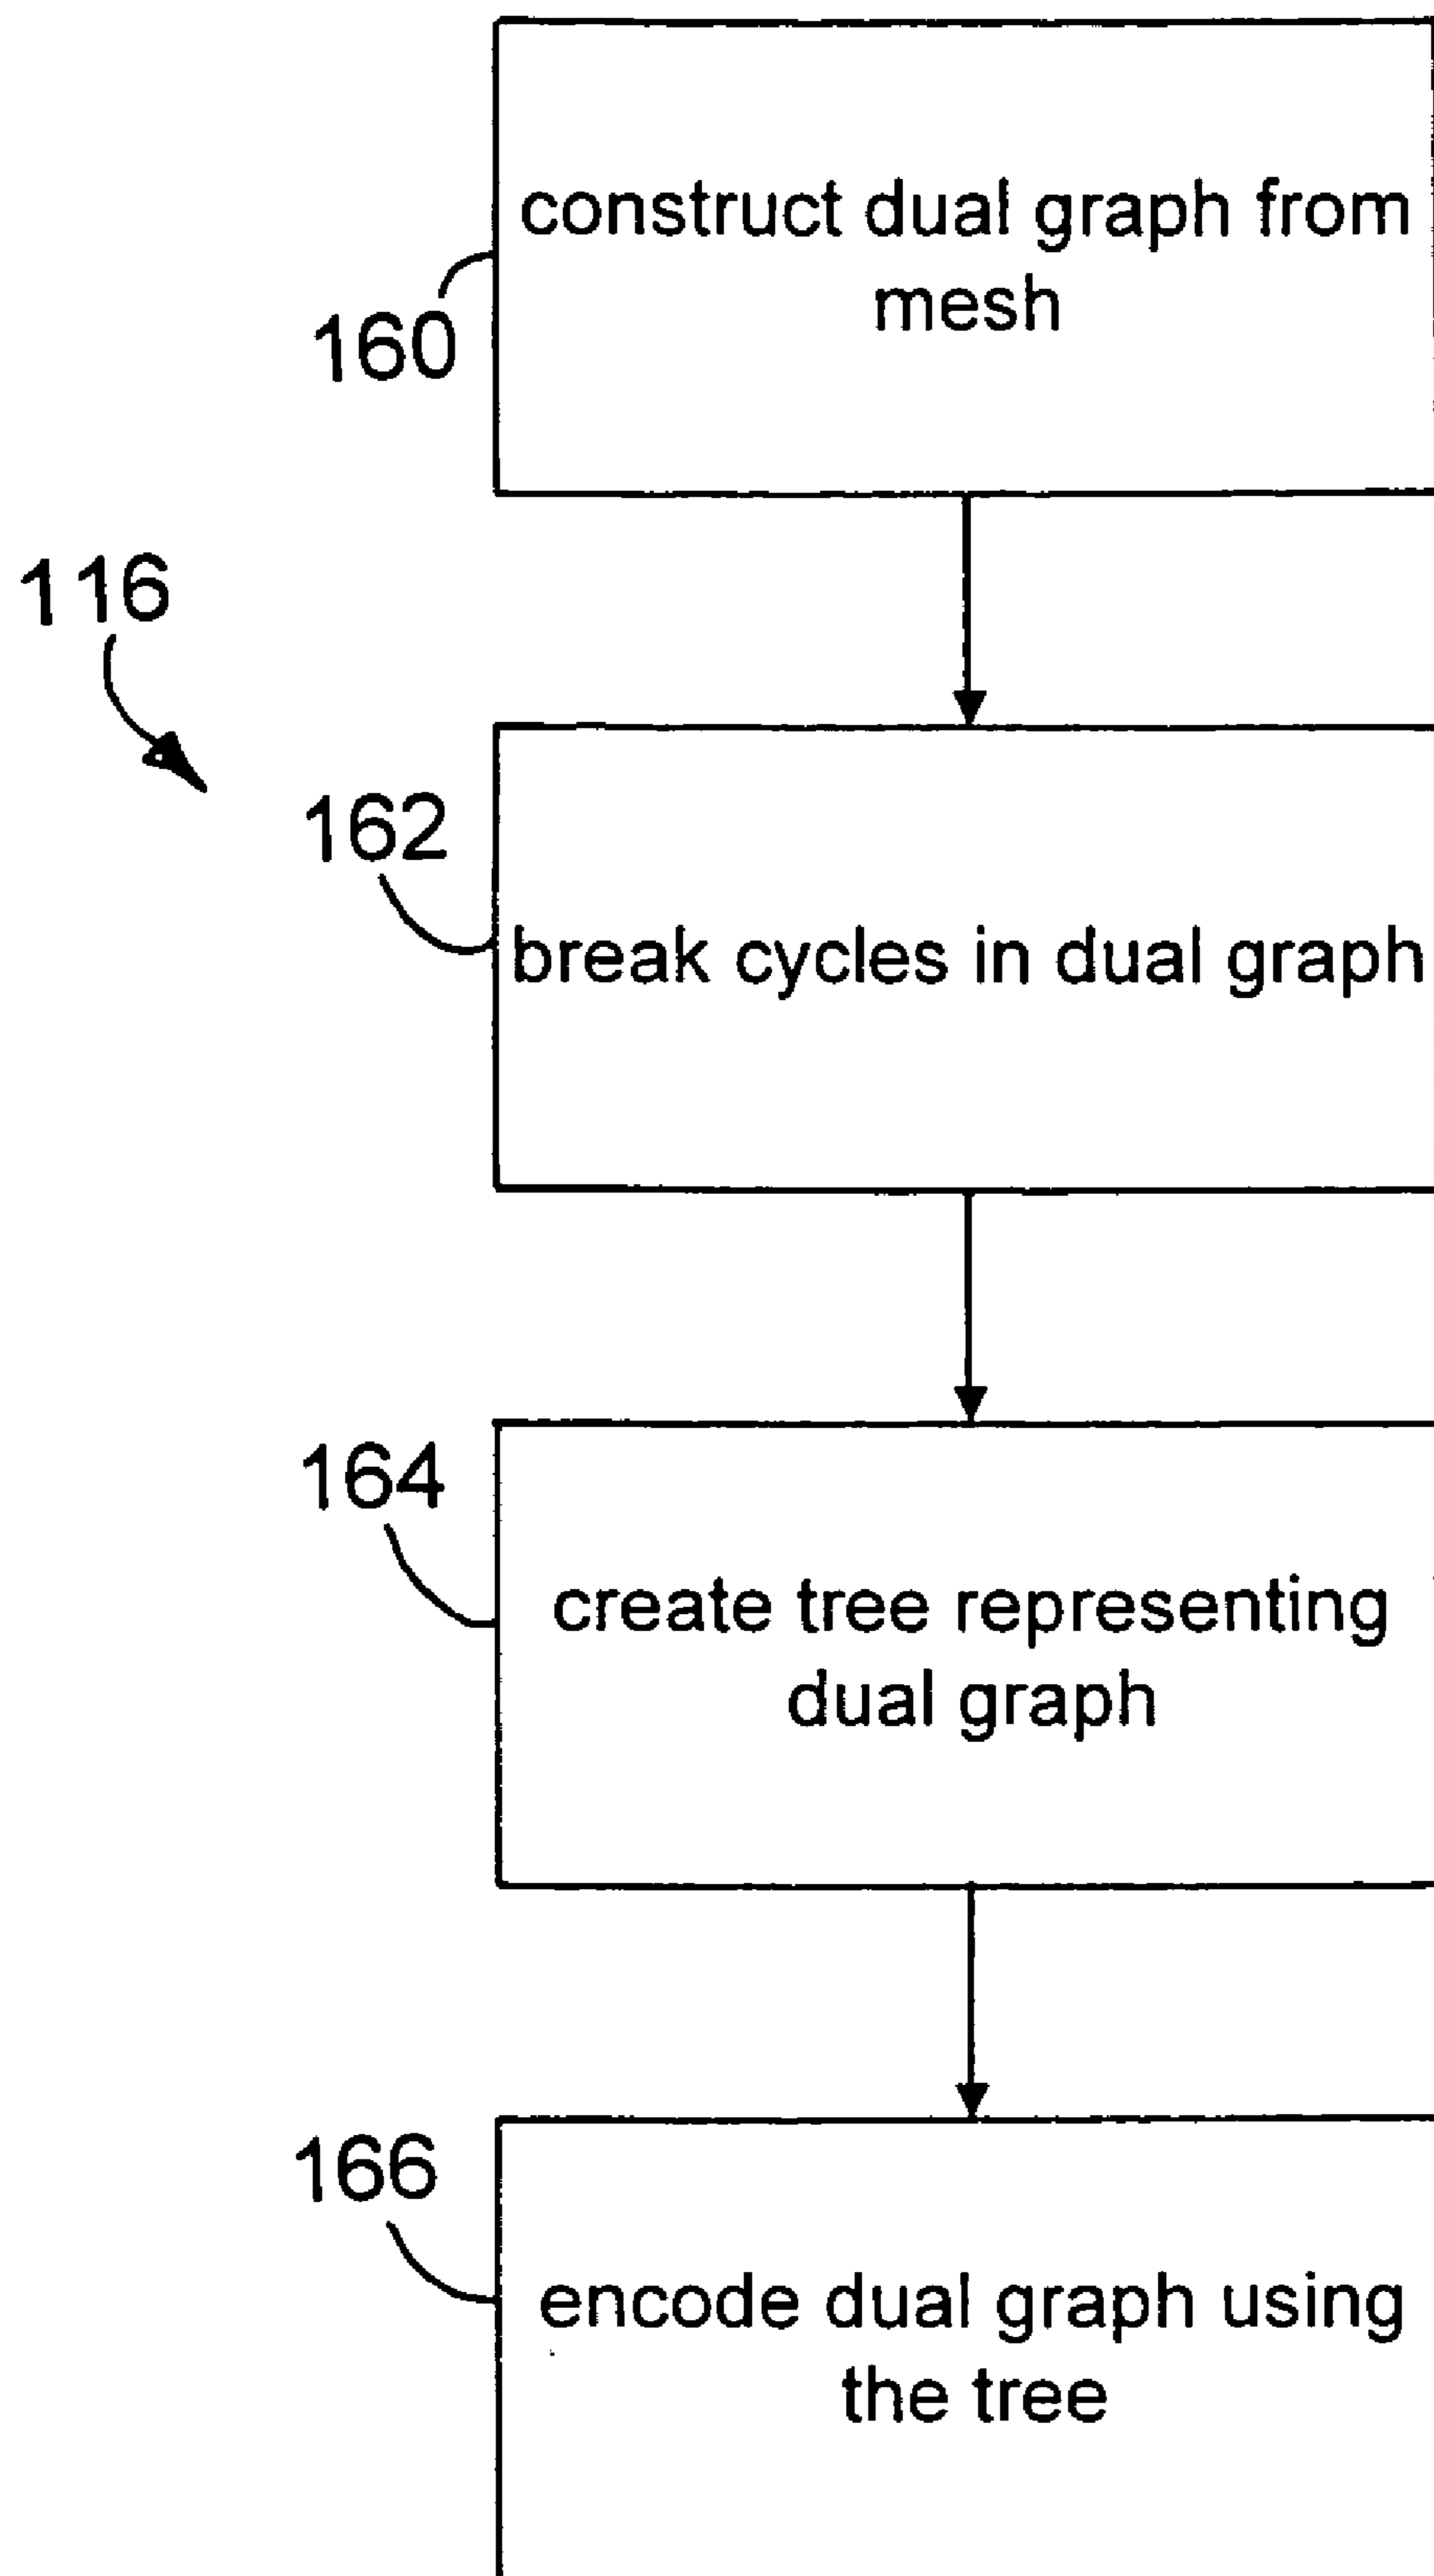 construct dual graph from
mesh
160
116
162
break cycles in dual graph
164
create tree representing
dual graph
166
encode dual graph using
the tree